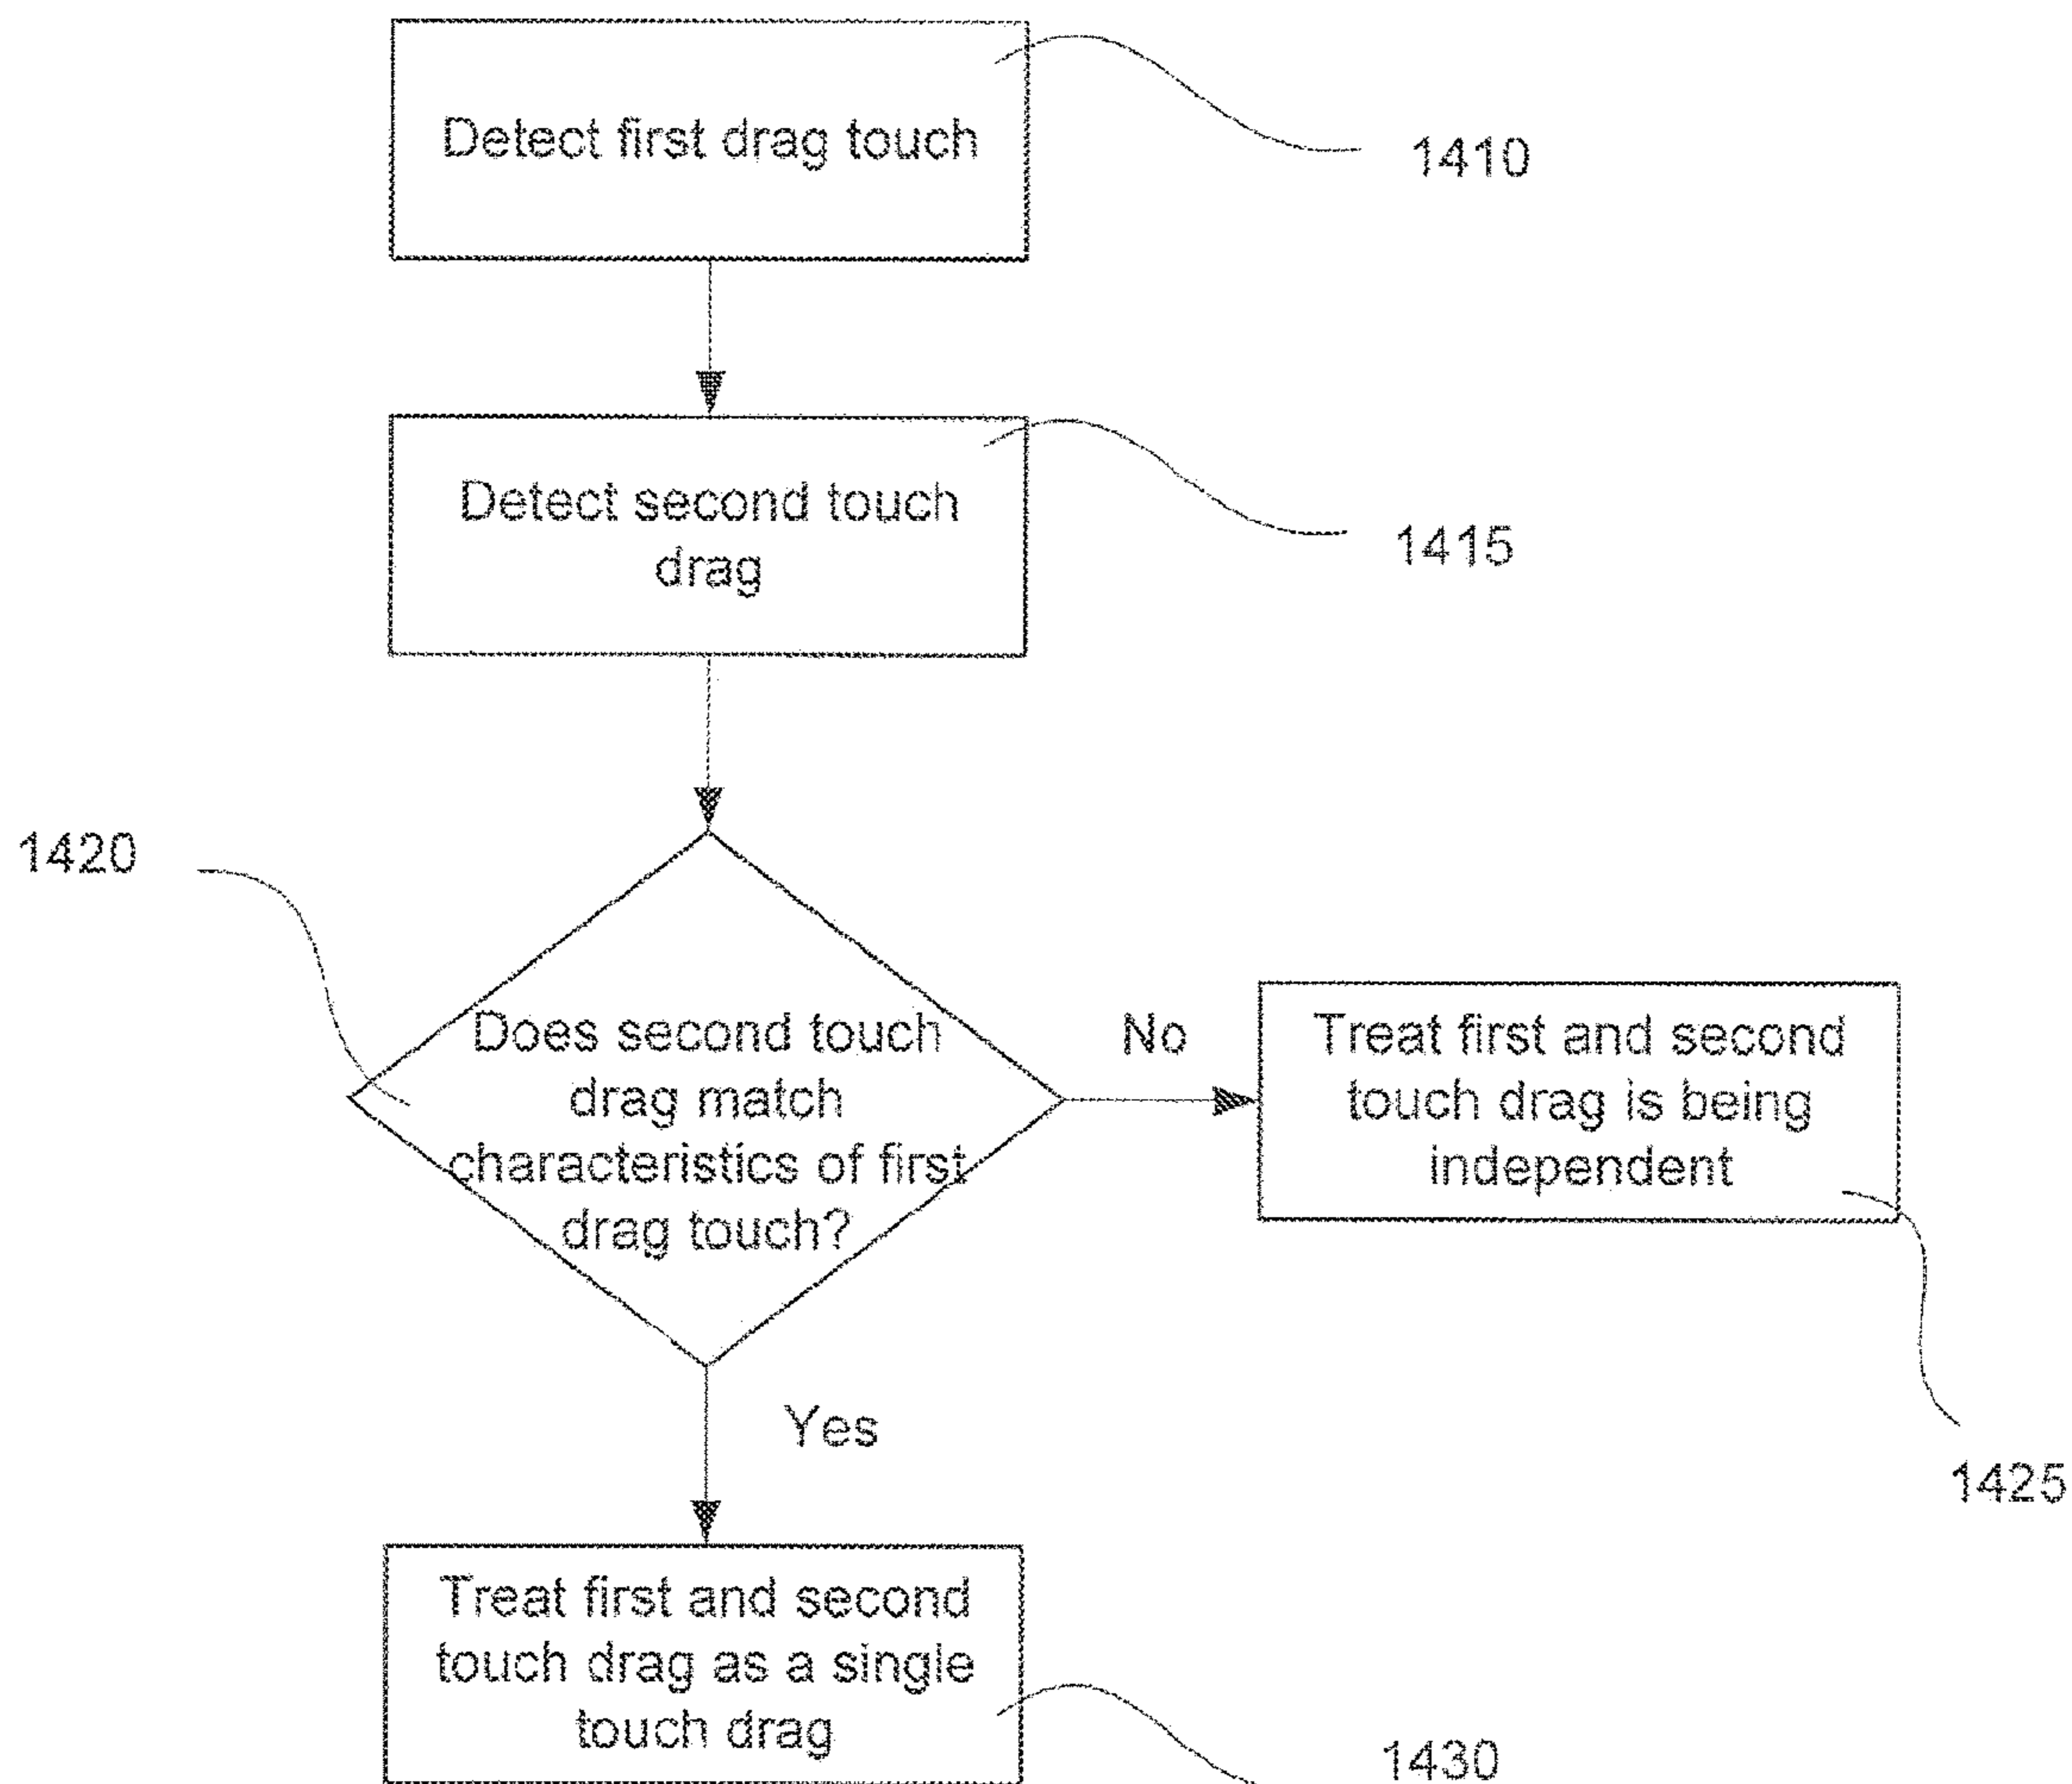 Detect first drag touch
1410
Detect second touch
drag
1415
1420
Does second touch
drag match
characteristics of first
drag touch?
No
Treat first and second
touch drag is being
independent
1425
Yes
Treat first and second
touch drag as a single
touch drag
1430